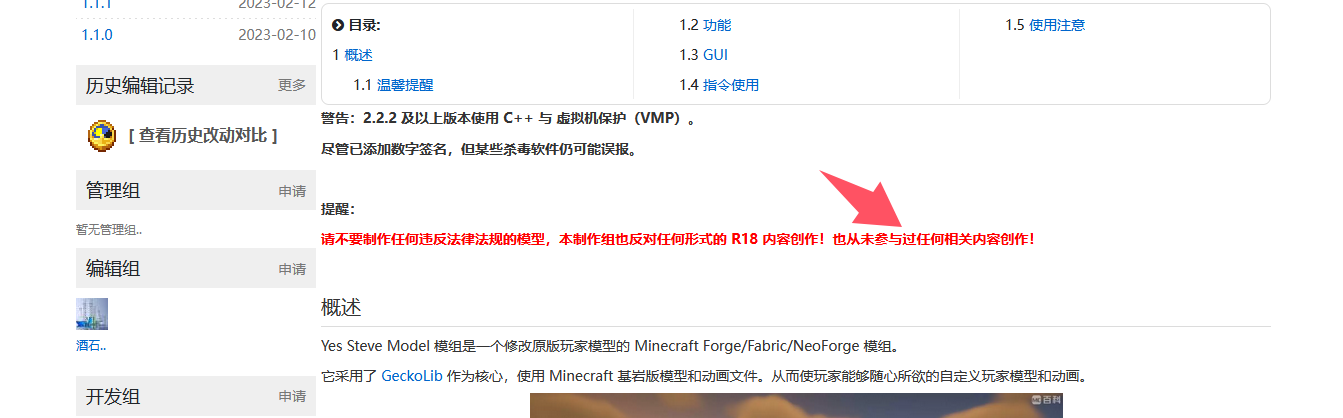 1.1.1 2023-02-12
1.1.0 2023-02-10
历史编辑记录 更多
[ 查看历史改动对比 ]
管理组 申请
暂无管理组..
编辑组 申请
酒石..
开发组 申请
目录:
1 概述
1.1 温馨提醒
1.2 功能
1.3 GUI
1.4 指令使用
1.5 使用注意
警告：2.2.2 及以上版本使用 C++ 与 虚拟机保护（VMP）。
尽管已添加数字签名，但某些杀毒软件仍可能误报。
提醒：
请不要制作任何违反法律法规的模型，本制作组也反对任何形式的 R18 内容创作！也从未参与过任何相关内容创作！
概述
Yes Steve Model 模组是一个修改原版玩家模型的 Minecraft Forge/Fabric/NeoForge 模组。
它采用了 GeckoLib 作为核心，使用 Minecraft 基岩版模型和动画文件。从而使玩家能够随心所欲的自定义玩家模型和动画。
百科